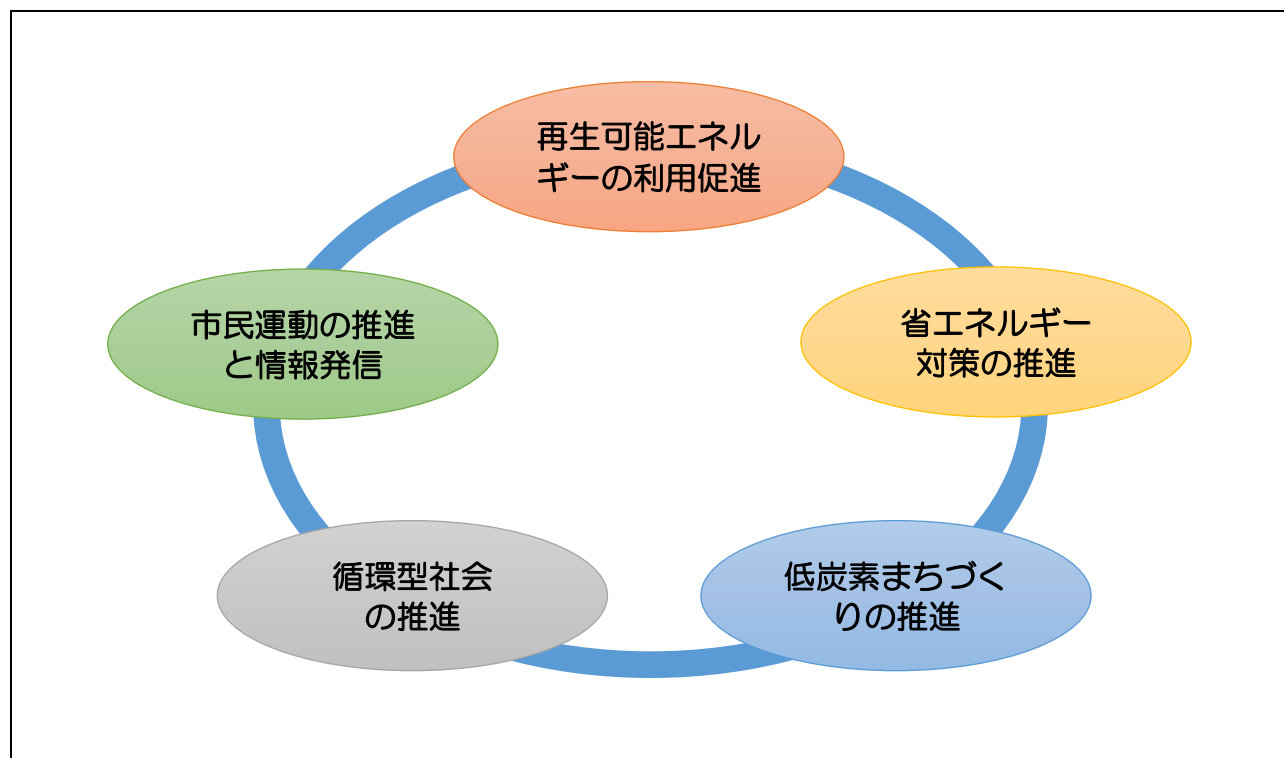 再生可能エネル
ギーの利用促進
省エネルギー
対策の推進
低炭素まちづく
りの推進
循環型社会
の推進
市民運動の推進
と情報発信